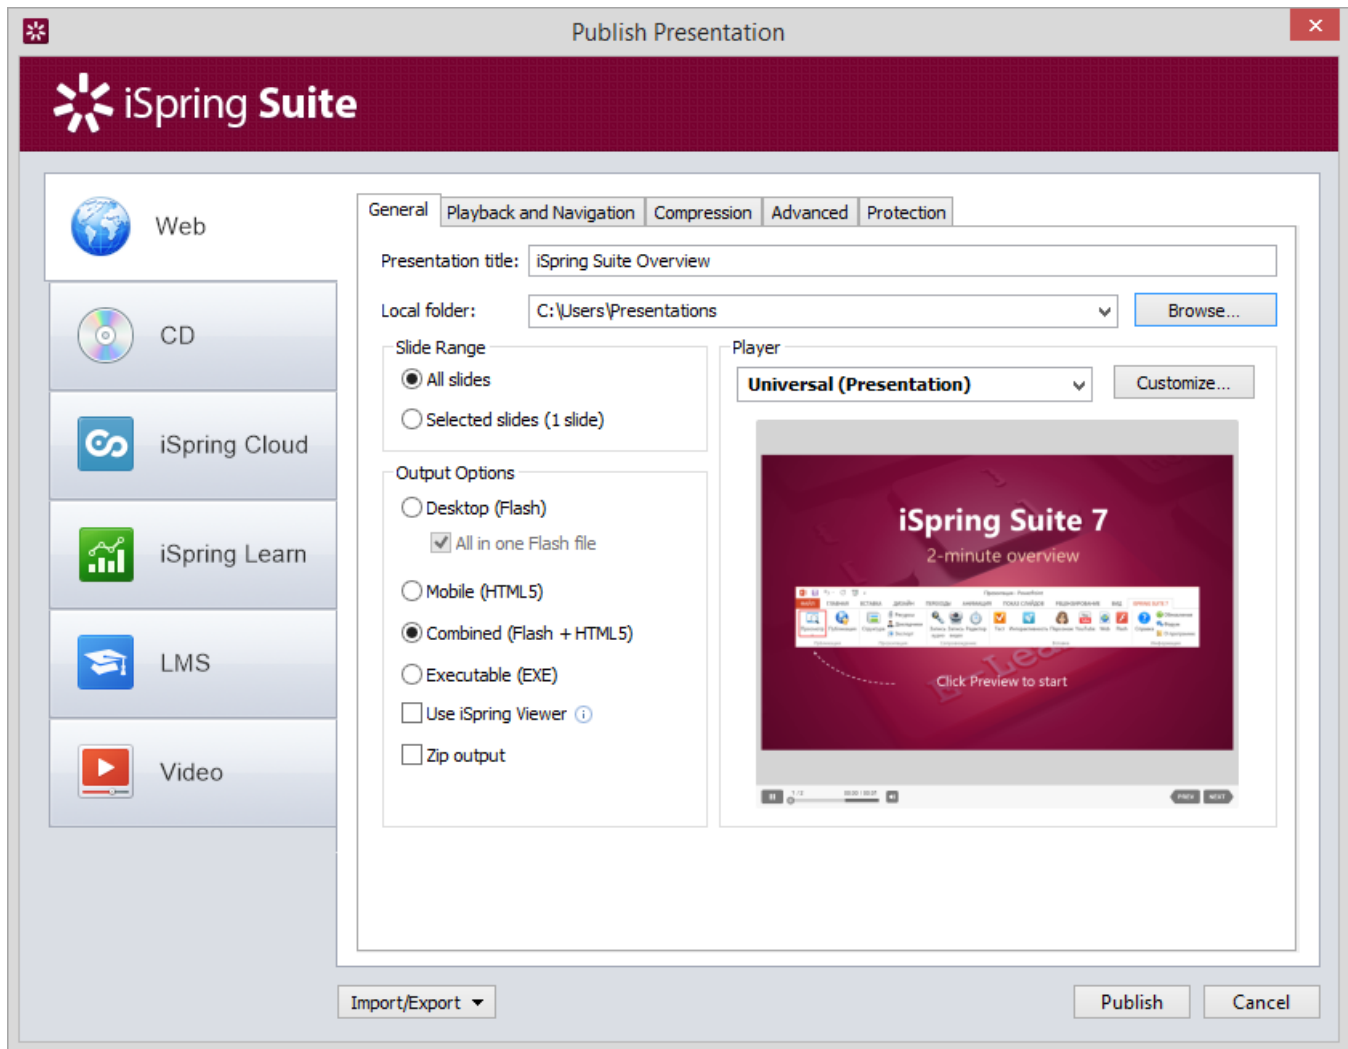 Publish Presentation
iSpring Suite
Web
CD
iSpring Cloud
iSpring Learn
LMS
Video
General Playback and Navigation Compression Advanced Protection
Presentation title: iSpring Suite Overview
Local folder: C:\Users\Presentations Browse...
Slide Range
All slides
Selected slides (1 slide)
Output Options
Desktop (Flash)
All in one Flash file
Mobile (HTML5)
Combined (Flash + HTML5)
Executable (EXE)
Use iSpring Viewer
Zip output
Player
Universal (Presentation) Customize...
iSpring Suite 7
2-minute overview
Click Preview to start
1 / 2
PREV NEXT
Import/Export
Publish Cancel